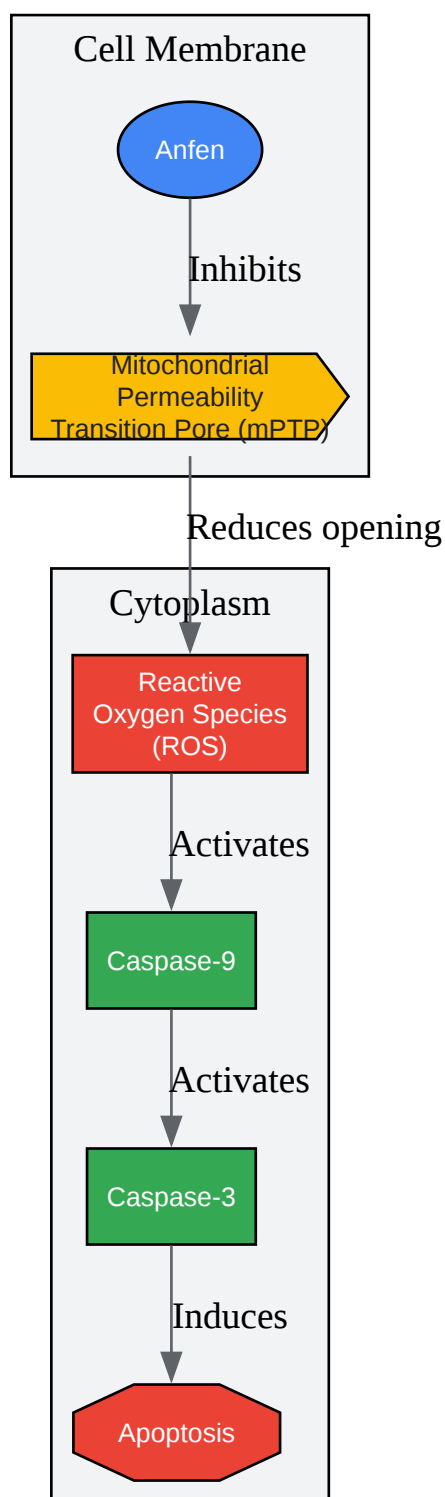 Cell Membrane
Anfen
Inhibits
Mitochondrial
Permeability
Transition Pore (mPTP)
Reduces opening
Cytoplasm
Reactive
Oxygen Species
(ROS)
Activates
Caspase-9
Activates
Caspase-3
Induces
Apoptosis